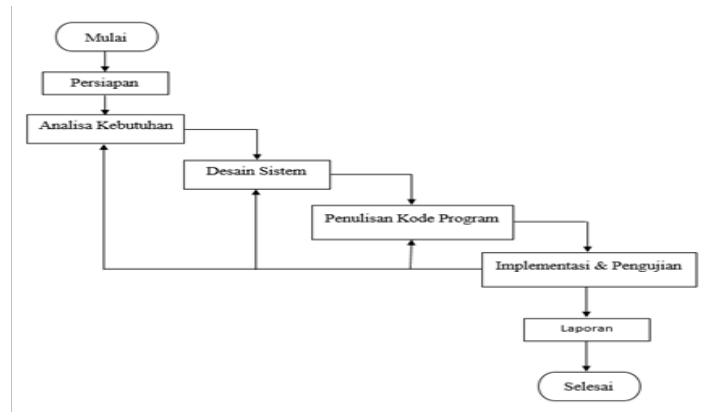 Mulai
Persiapan
Analisa Kebutuhan
Desain Sistem
Penulisan Kode Program
Implementasi & Pengujian
Laporan
Selesai